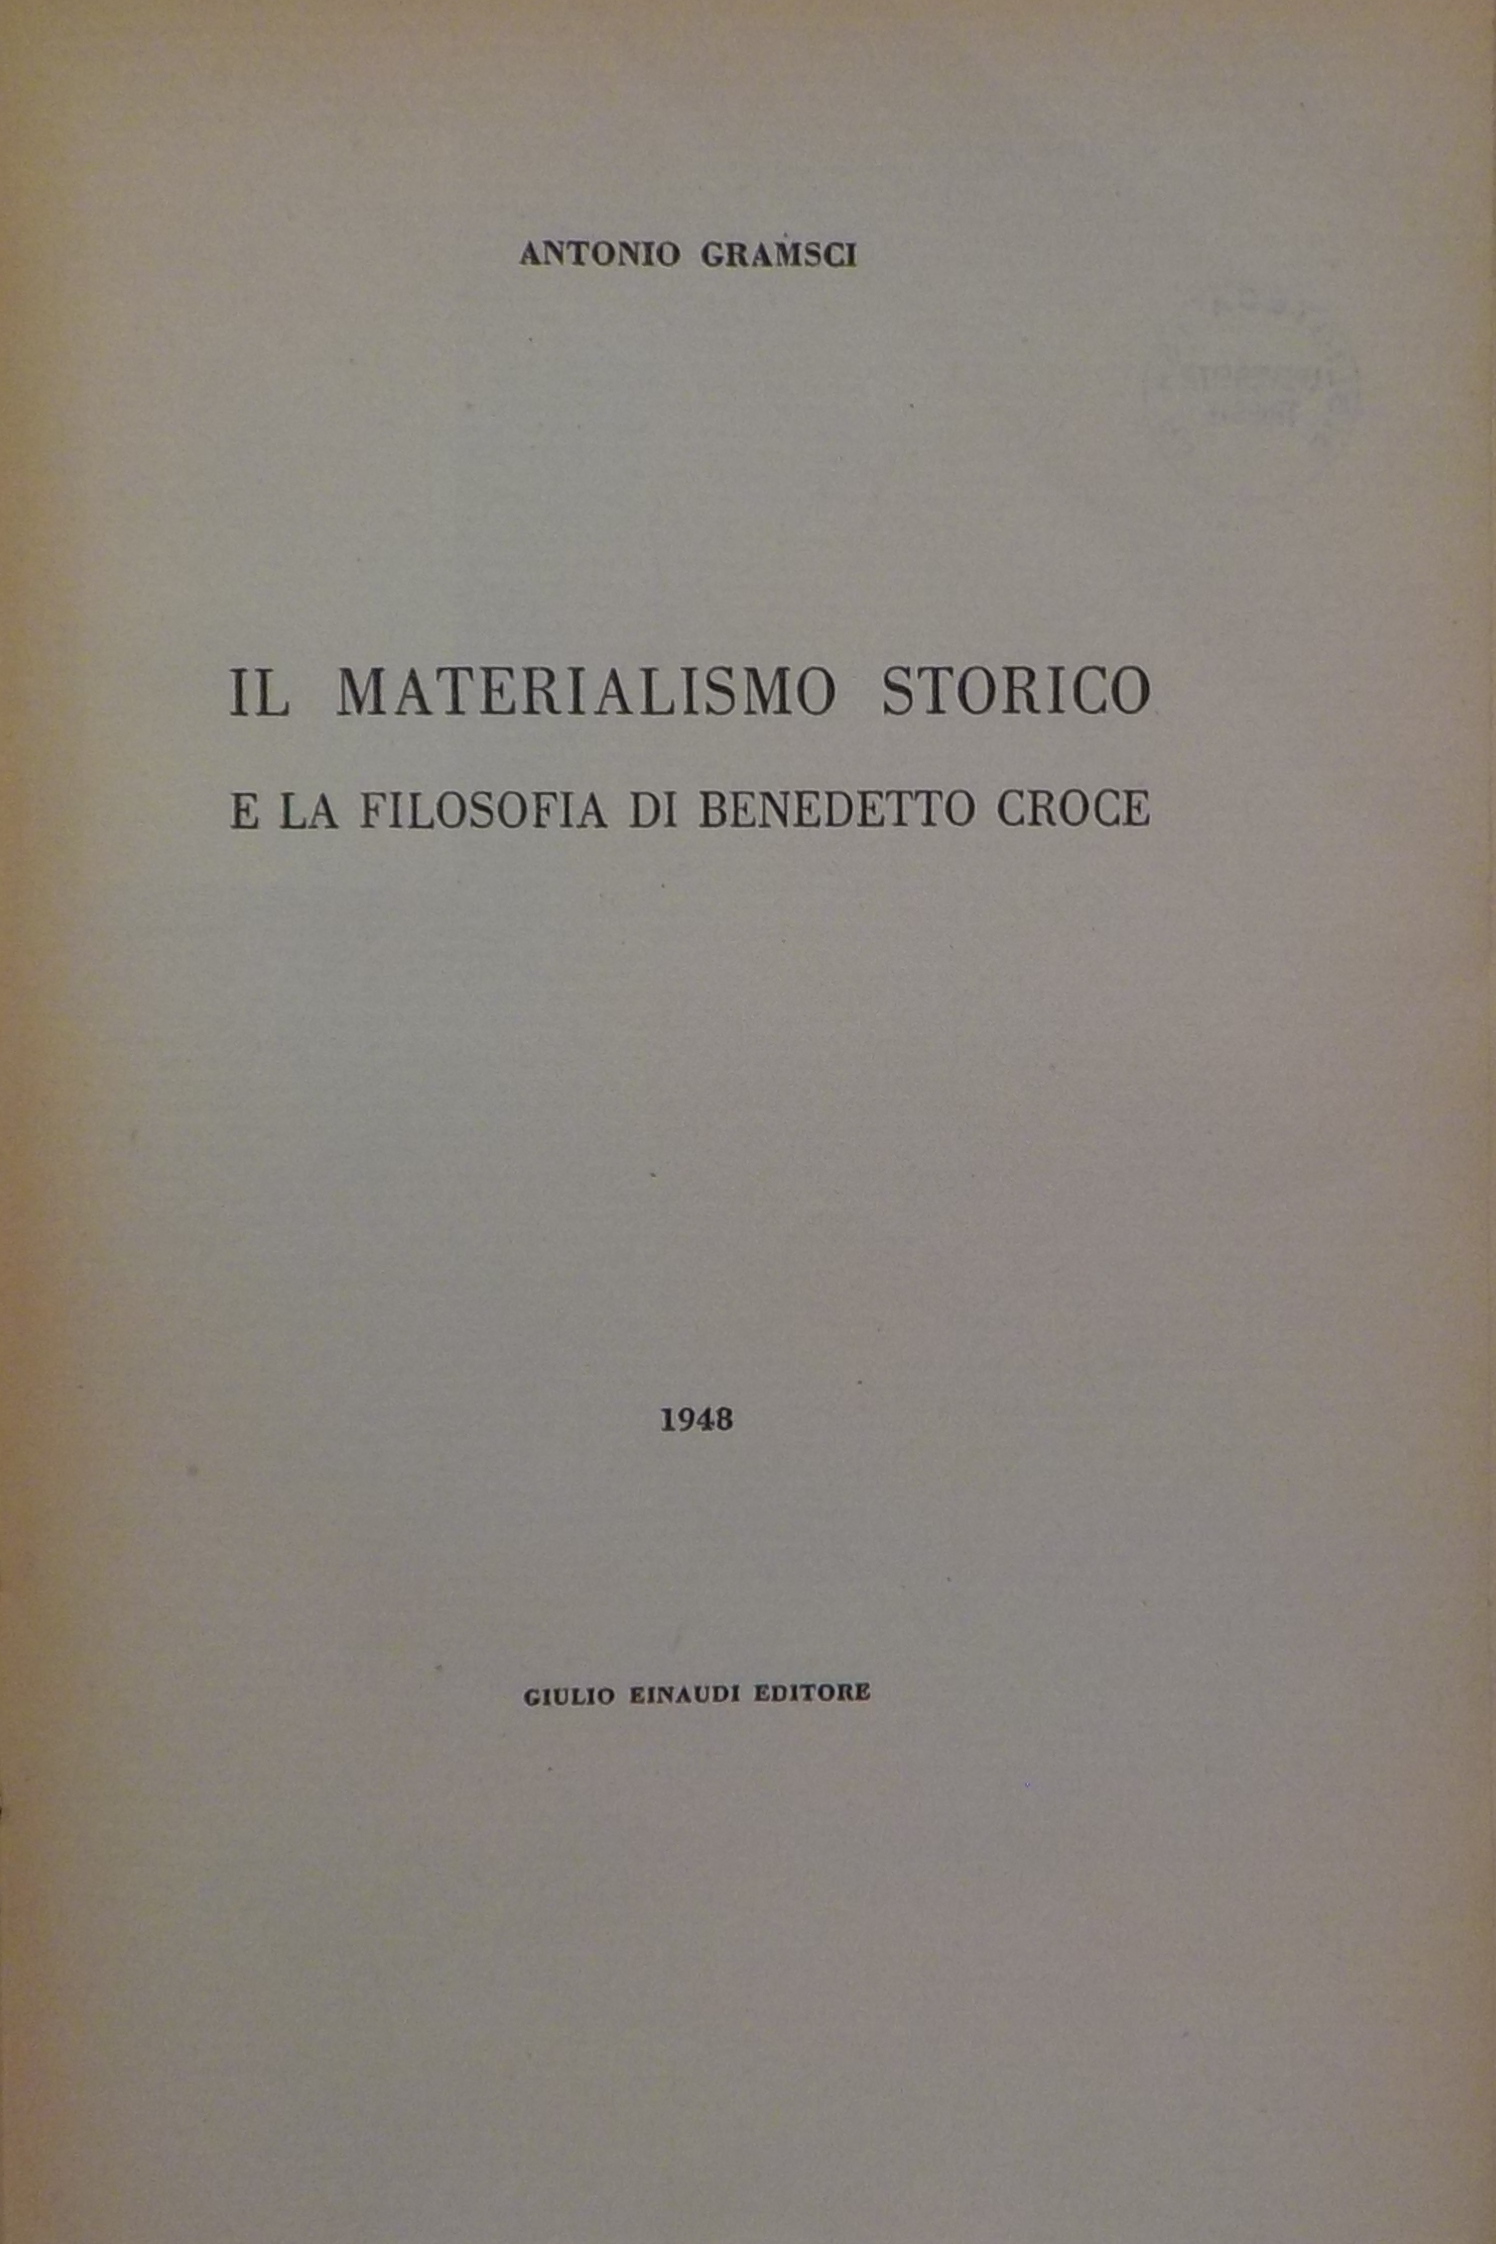 ANTONIO GRAMSCI
IL MATERIALISMO STORICO
E LA FILOSOFIA DI BENEDETTO CROCE
1948
GIULIO EINAUDI EDITORE